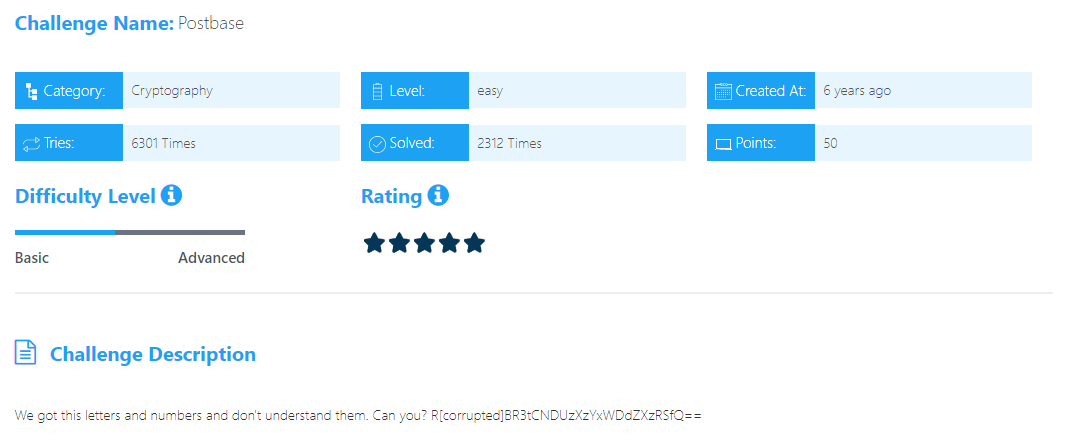 Challenge Name: Postbase
Category: Cryptography Level: easy Created At: 6 years ago
Tries: 6301 Times Solved: 2312 Times Points: 50
Difficulty Level Rating
Basic Advanced
Challenge Description
We got this letters and numbers and don't understand them. Can you? R[corrupted]BR3tCNDUzXzYxWDdZXzRSfQ==